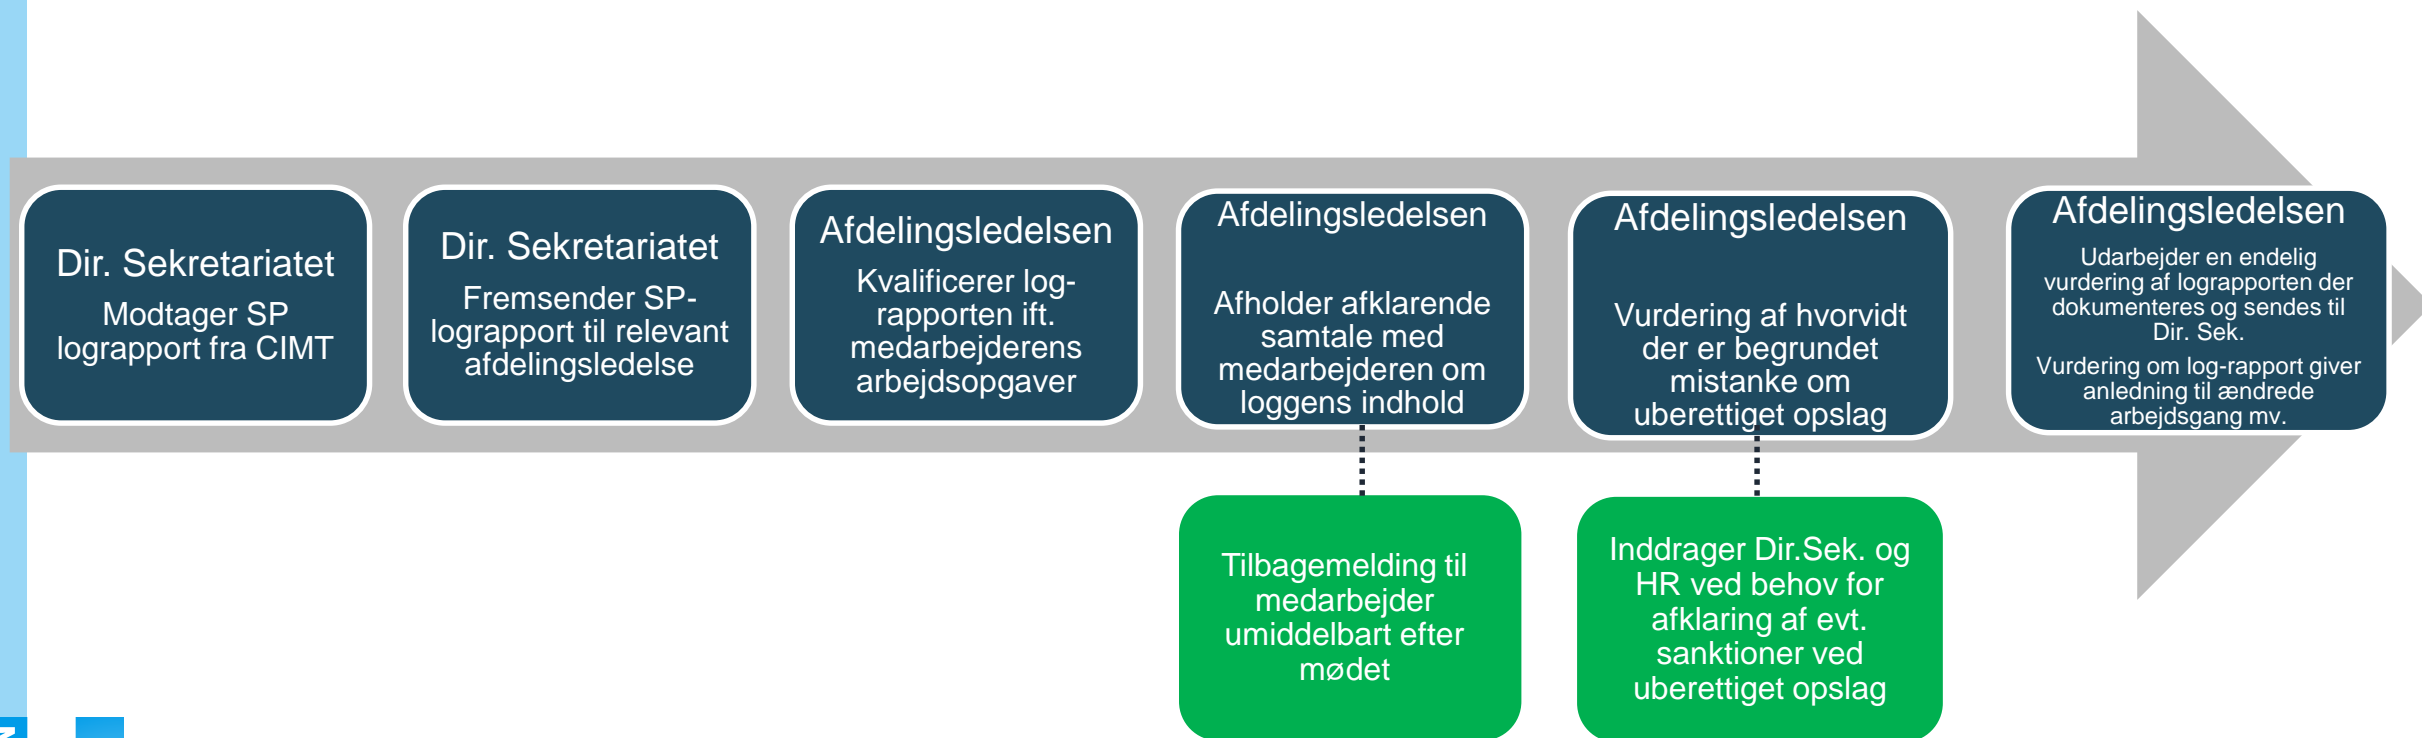 Dir. Sekretariatet
Modtager SP
lograpport fra CIMT
Dir. Sekretariatet
Fremsender SP-
lograpport til relevant
afdelingsledelse
Afdelingsledelsen
Kvalificerer log-
rapporten ift.
medarbejderens
arbejdsopgaver
Afdelingsledelsen
Afholder afklarende
samtale med
medarbejderen om
loggens indhold
Afdelingsledelsen
Vurdering af hvorvidt
der er begrundet
mistanke om
uberettiget opslag
Afdelingsledelsen
Udarbejder en endelig
vurdering af lograpporten der
dokumenteres og sendes til
Dir. Sek.
Vurdering om log-rapport giver
anledning til ændrede
arbejdsgang mv.
Tilbagemelding til
medarbejder
umiddelbart efter
mødet
Inddrager Dir.Sek. og
HR ved behov for
afklaring af evt.
sanktioner ved
uberettiget opslag